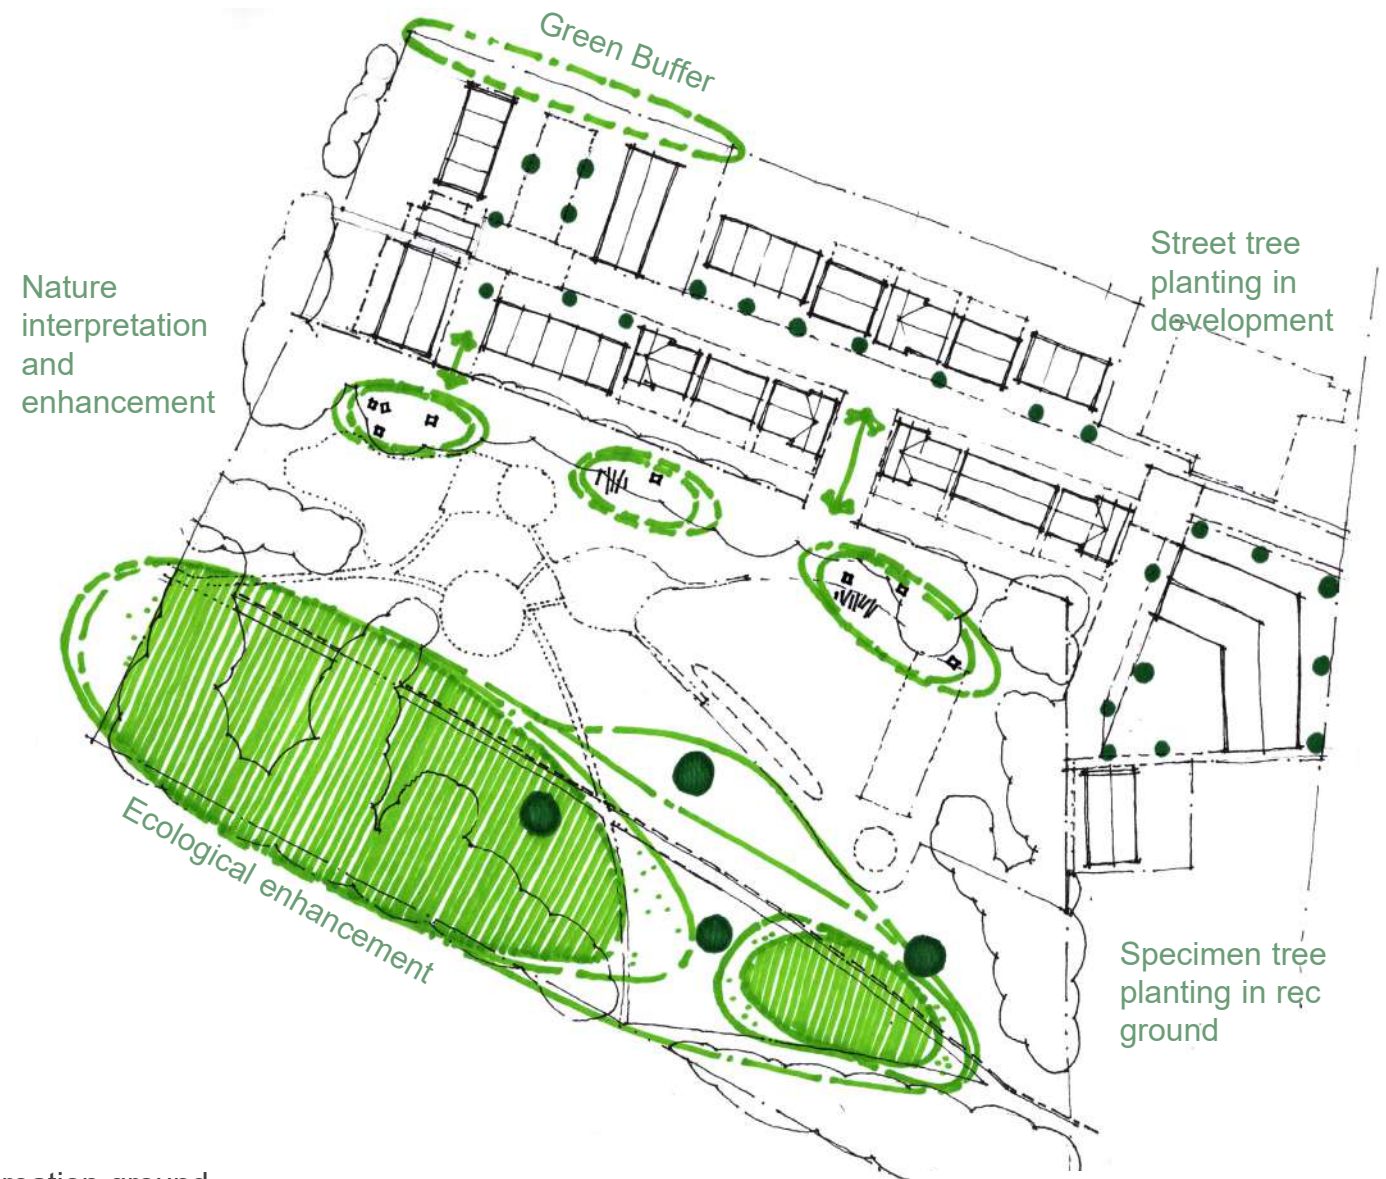 Green Buffer
Street tree
planting in
development
Nature
interpretation
and
enhancement
Ecological enhancement
Specimen tree
planting in rec
ground
ground